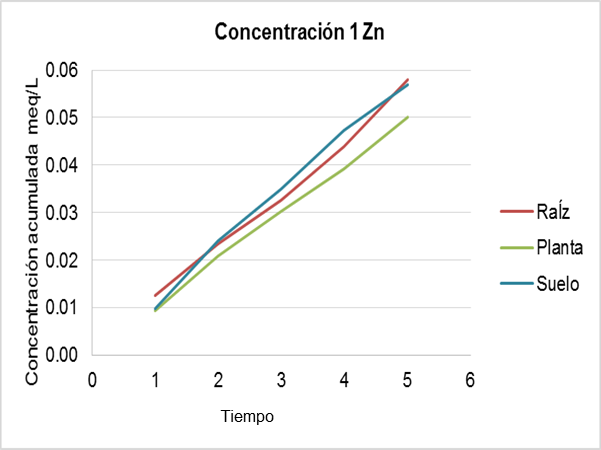 Concentración 1 Zn
Concentración acumulada meq/L
0.06
0.05
0.04
0.03
0.02
0.01
0.00
0 1 2 3 4 5 6
Tiempo
Raíz
Planta
Suelo